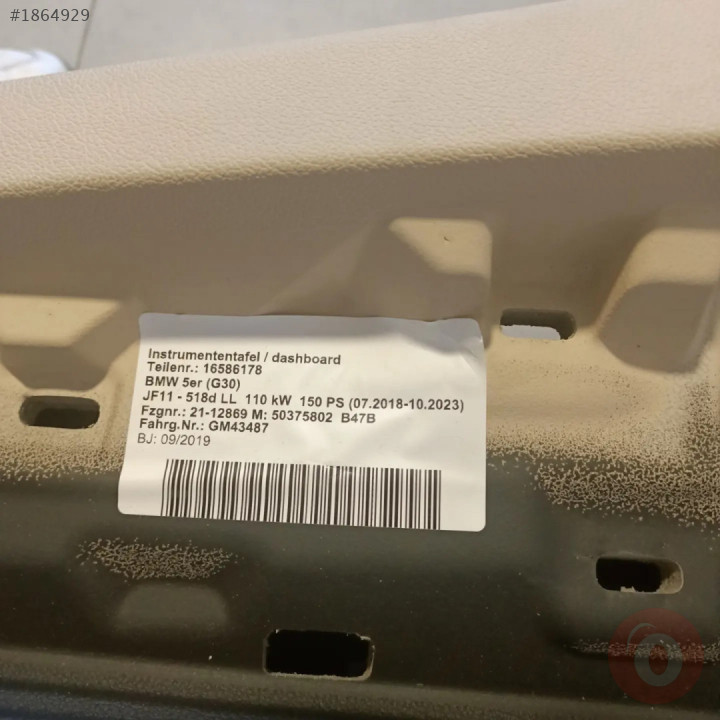 #1864929
Instrumententafel / dashboard
Teilenr.: 16586178
BMW 5er (G30)
JF11 - 518d LL 110 kW 150 PS (07.2018-10.2023)
Fzgnr.: 21-12869 M: 50375802 B47B
Fahrg.Nr.: GM43487
BJ: 09/2019